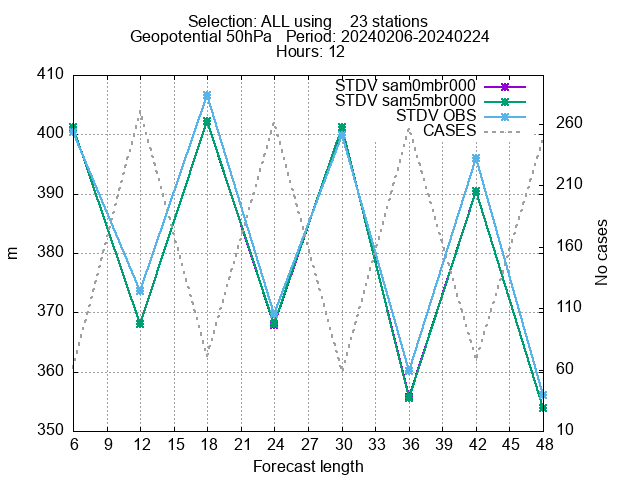 Selection: ALL using 23 stations
Geopotential 50hPa Period: 20240206-20240224
Hours: 12
STDV sam0mbr000
STDV sam5mbr000
STDV OBS
CASES
410
400
390
380
370
360
350
m
260
210
160
110
60
10
No cases
6 9 12 15 18 21 24 27 30 33 36 39 42 45 48
Forecast length